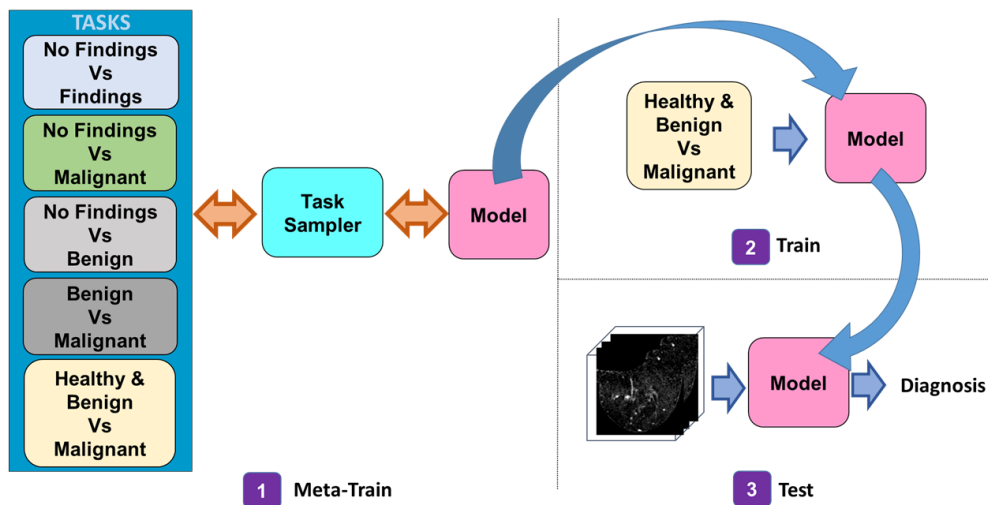 TASKS
No Findings
Vs
Findings
No Findings
Vs
Malignant
No Findings
Vs
Benign
Benign
Vs
Malignant
Healthy &
Benign
Vs
Malignant
Task
Sampler
Model
1 Meta-Train
Healthy &
Benign
Vs
Malignant
Model
2 Train
Model
Diagnosis
3 Test